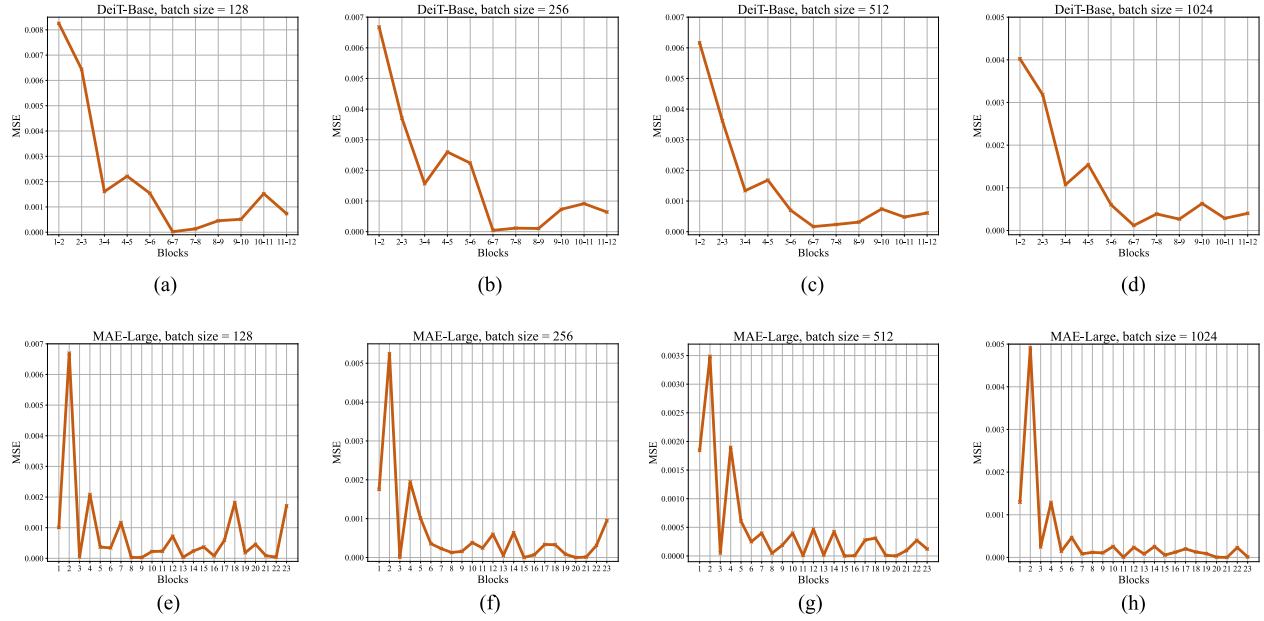 DeiT-Base, batch size = 128
0.008
0.007
0.006
0.005
0.004
0.003
0.002
0.001
0.000
MSE
1-2 2-3 3-4 4-5 5-6 6-7 7-8 8-9 9-10 10-11 11-12
Blocks
(a)
DeiT-Base, batch size = 256
0.007
0.006
0.005
0.004
0.003
0.002
0.001
0.000
MSE
1-2 2-3 3-4 4-5 5-6 6-7 7-8 8-9 9-10 10-11 11-12
Blocks
(b)
DeiT-Base, batch size = 512
0.007
0.006
0.005
0.004
0.003
0.002
0.001
0.000
MSE
1-2 2-3 3-4 4-5 5-6 6-7 7-8 8-9 9-10 10-11 11-12
Blocks
(c)
DeiT-Base, batch size = 1024
0.005
0.004
0.003
0.002
0.001
0.000
MSE
1-2 2-3 3-4 4-5 5-6 6-7 7-8 8-9 9-10 10-11 11-12
Blocks
(d)
MAE-Large, batch size = 128
0.007
0.006
0.005
0.004
0.003
0.002
0.001
0.000
MSE
1 2 3 4 5 6 7 8 9 10 11 12 13 14 15 16 17 18 19 20 21 22 23
Blocks
(e)
MAE-Large, batch size = 256
0.005
0.004
0.003
0.002
0.001
0.000
MSE
1 2 3 4 5 6 7 8 9 10 11 12 13 14 15 16 17 18 19 20 21 22 23
Blocks
(f)
MAE-Large, batch size = 512
0.0035
0.0030
0.0025
0.0020
0.0015
0.0010
0.0005
0.0000
MSE
1 2 3 4 5 6 7 8 9 10 11 12 13 14 15 16 17 18 19 20 21 22 23
Blocks
(g)
MAE-Large, batch size = 1024
0.005
0.004
0.003
0.002
0.001
0.000
MSE
1 2 3 4 5 6 7 8 9 10 11 12 13 14 15 16 17 18 19 20 21 22 23
Blocks
(h)